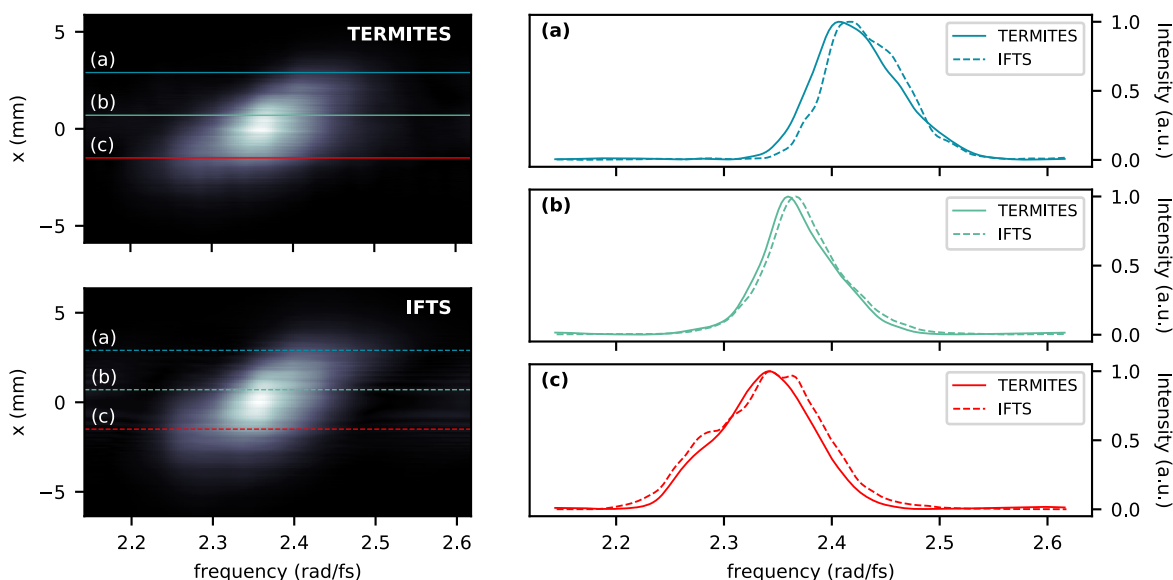 TERMITES
(a)
(b)
(c)
5
0
−5
x (mm)
IFTS
(a)
(b)
(c)
5
0
−5
x (mm)
2.2 2.3 2.4 2.5 2.6
frequency (rad/fs)
(a)
TERMITES
IFTS
1.0
0.5
0.0
Intensity (a.u.)
(b)
TERMITES
IFTS
1.0
0.5
0.0
Intensity (a.u.)
(c)
TERMITES
IFTS
1.0
0.5
0.0
Intensity (a.u.)
2.2 2.3 2.4 2.5 2.6
frequency (rad/fs)